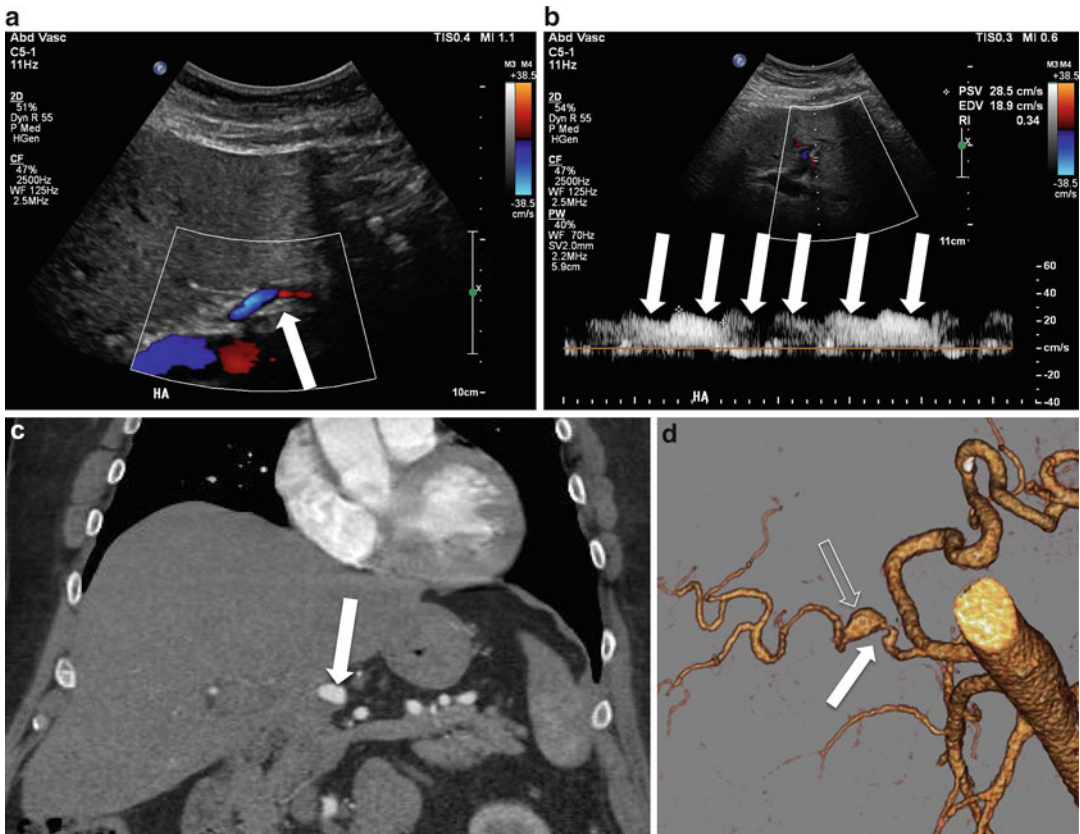 a
Abd Vasc
TIS0.4 MI 1.1
C5-1
11Hz
M3 M4
+38.5
2D
51%
Dyn R 55
P Med
HGen
CF
47%
2500Hz
WF 125Hz
2.5MHz
-38.5
cm/s
x
10cm
HA
b
Abd Vasc
TIS0.3 MI 0.6
C5-1
11Hz
M3 M4
+38.5
PSV 28.5 cm/s
EDV 18.9 cm/s
RI 0.34
2D
54%
Dyn R 55
P Med
HGen
x
CF
47%
2500Hz
WF 125Hz
2.5MHz
-38.5
cm/s
PW
40%
WF 70Hz
SV2.0mm
2.2MHz
5.9cm
11cm
60
40
20
cm/s
-20
-40
HA
c
d